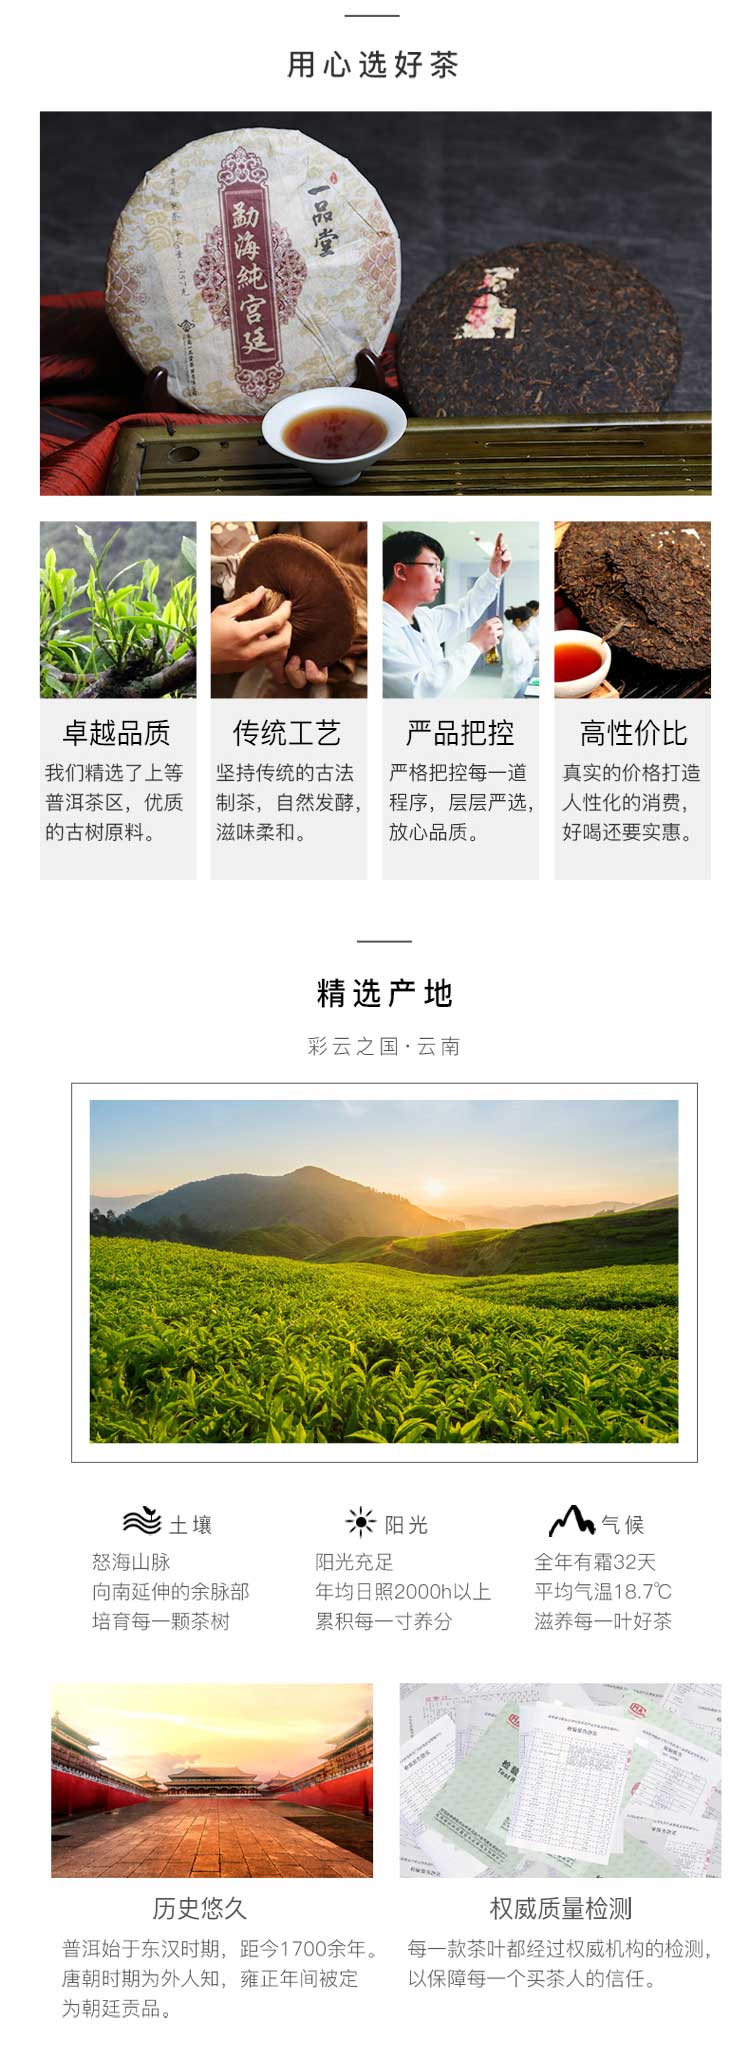 用心选好茶
一品堂
勐海純宫廷
卓越品质
我们精选了上等
普洱茶区，优质
的古树原料。
传统工艺
坚持传统的古法
制茶，自然发酵，
滋味柔和。
严品把控
严格把控每一道
程序，层层严选，
放心品质。
高性价比
真实的价格打造
人性化的消费，
好喝还要实惠。
精选产地
彩云之国·云南
土壤
怒海山脉
向南延伸的余脉部
培育每一颗茶树
阳光
阳光充足
年均日照2000h以上
累积每一寸养分
气候
全年有霜32天
平均气温18.7℃
滋养每一叶好茶
历史悠久
普洱始于东汉时期，距今1700余年。
唐朝时期为外人知，雍正年间被定
为朝廷贡品。
权威质量检测
每一款茶叶都经过权威机构的检测，
以保障每一个买茶人的信任。